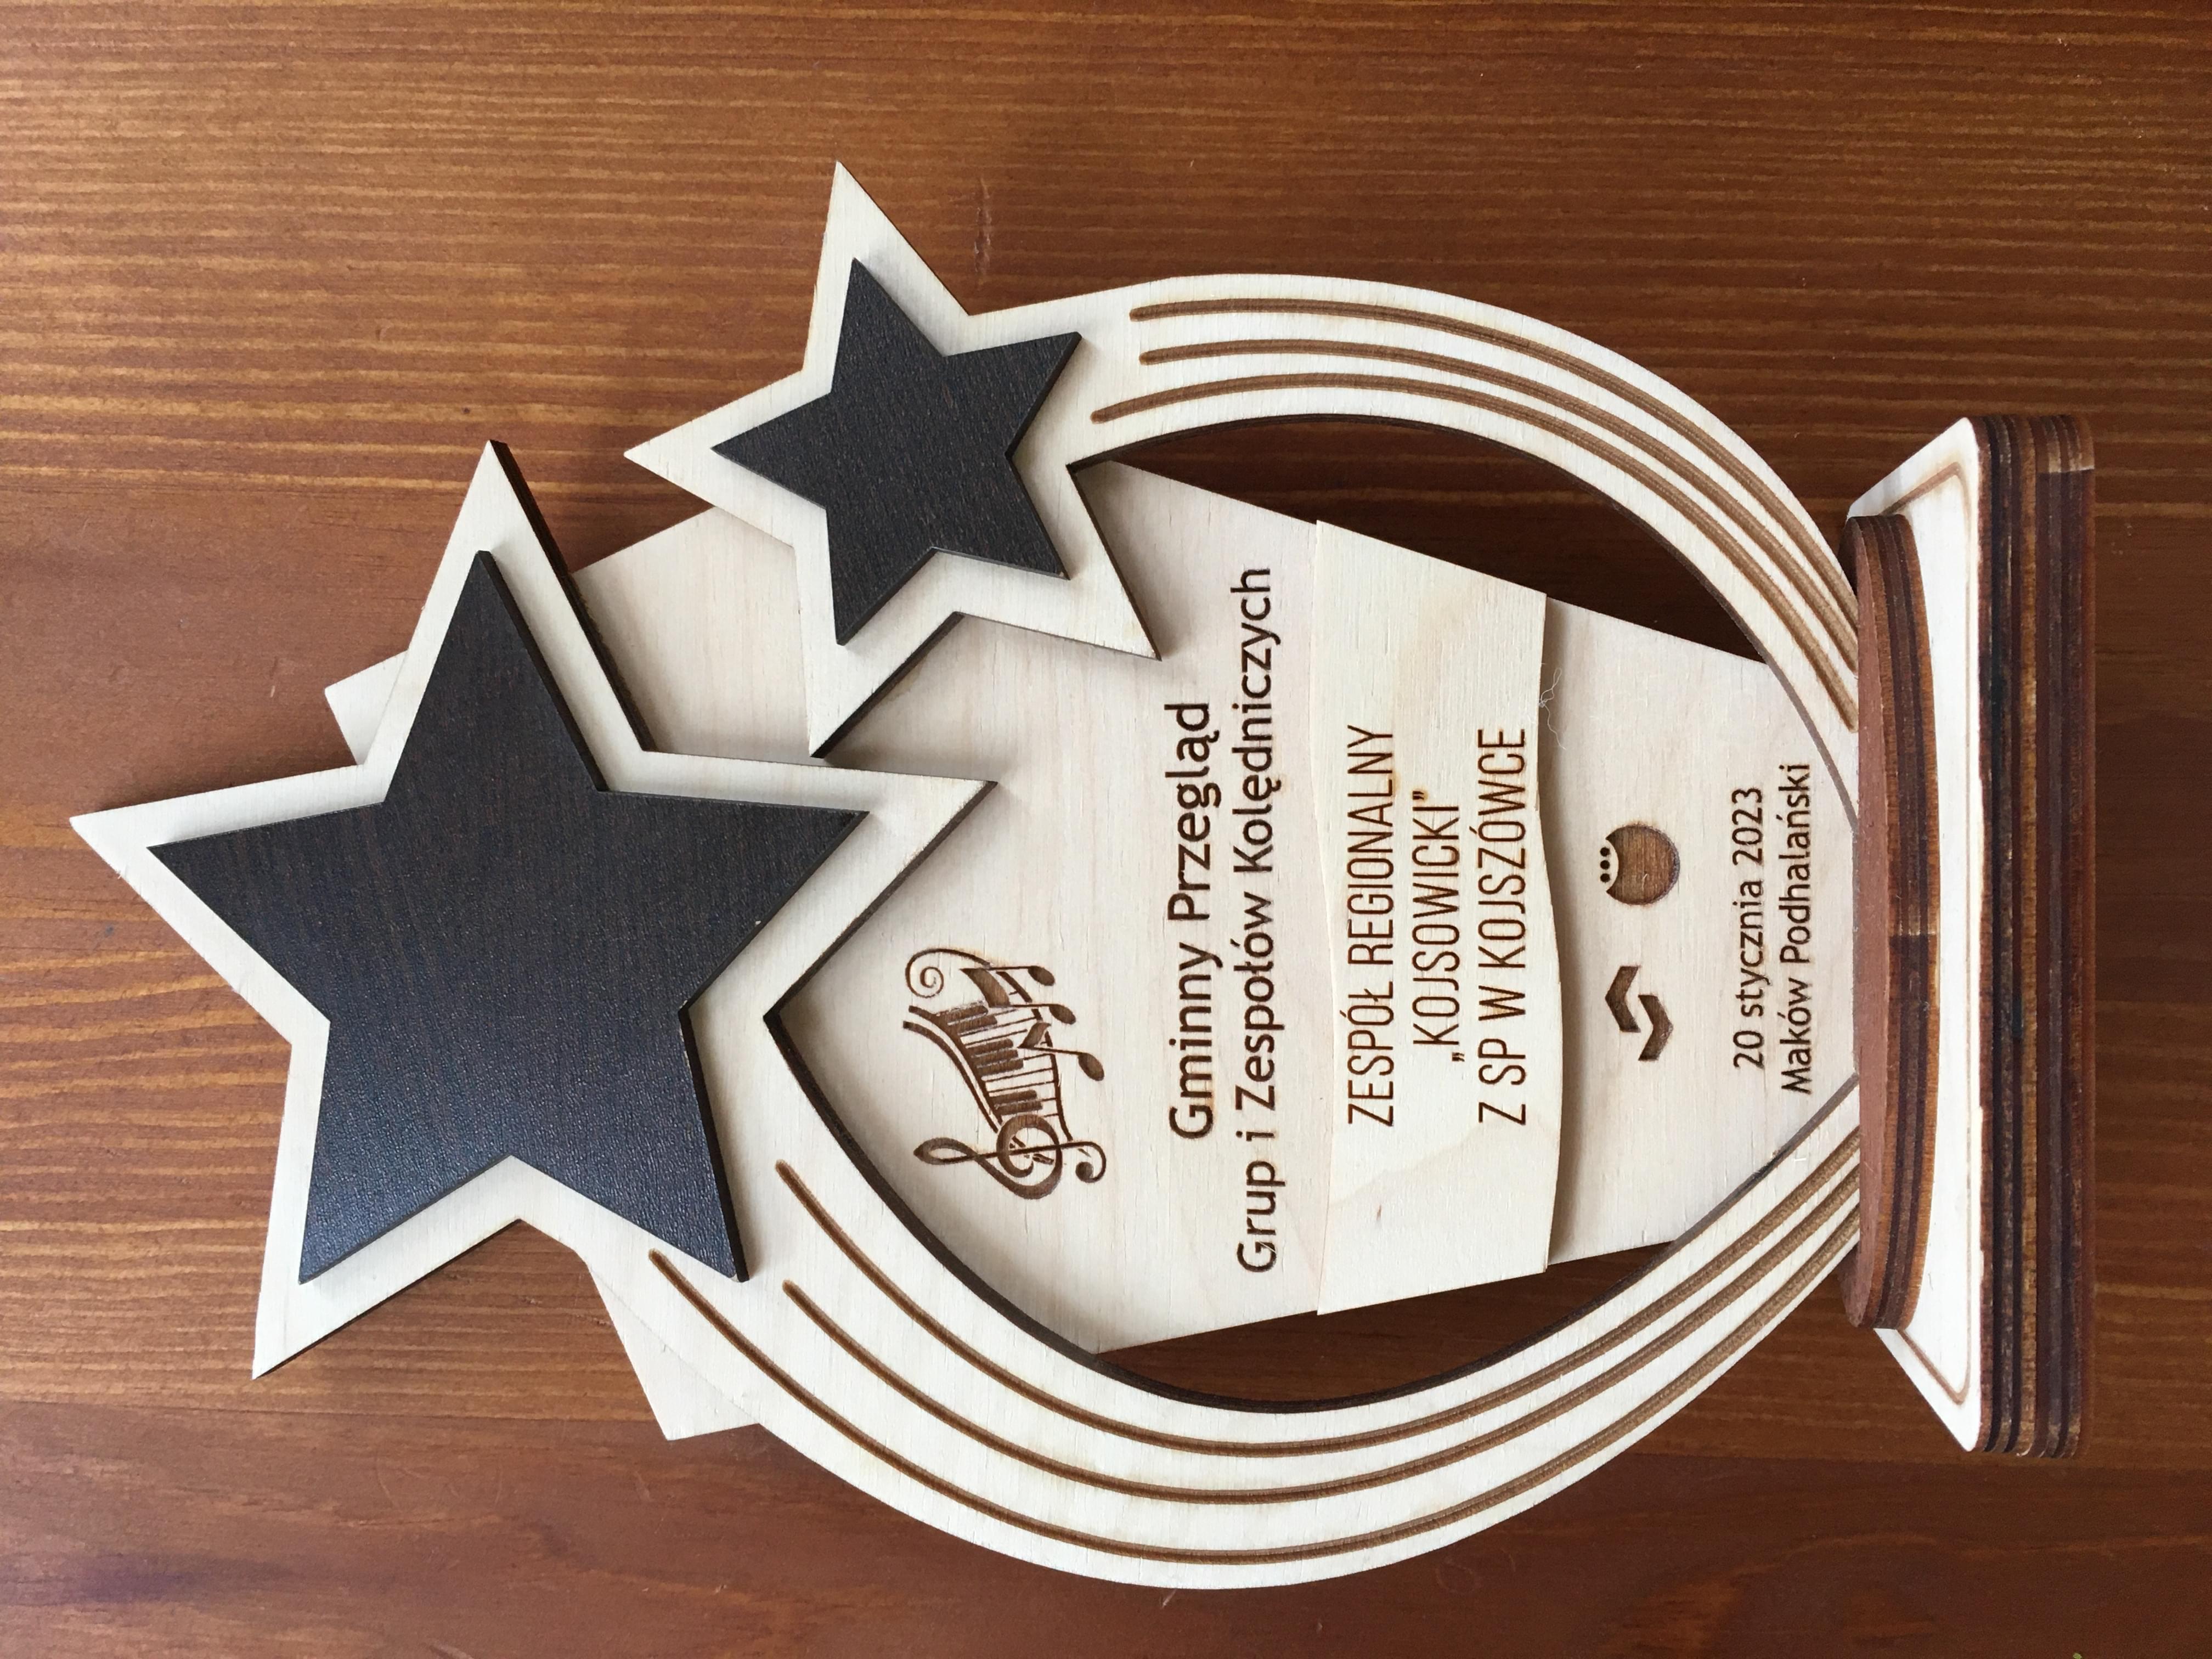 Gminny Przegląd
Grup i Zespołów Kolędniczych
ZESPÓŁ REGIONALNY
„KOJSOWICKI”
Z SP W KOJSZÓWCE
20 stycznia 2023
Maków Podhalański